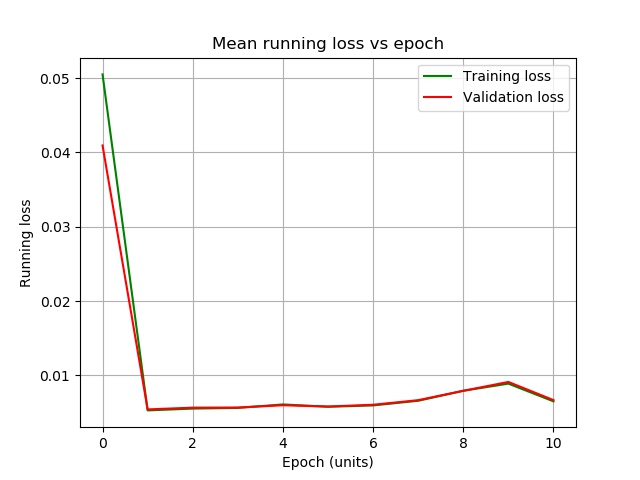 Mean running loss vs epoch
Training loss
Validation loss
0.05
0.04
0.03
0.02
0.01
Running loss
0 2 4 6 8 10
Epoch (units)